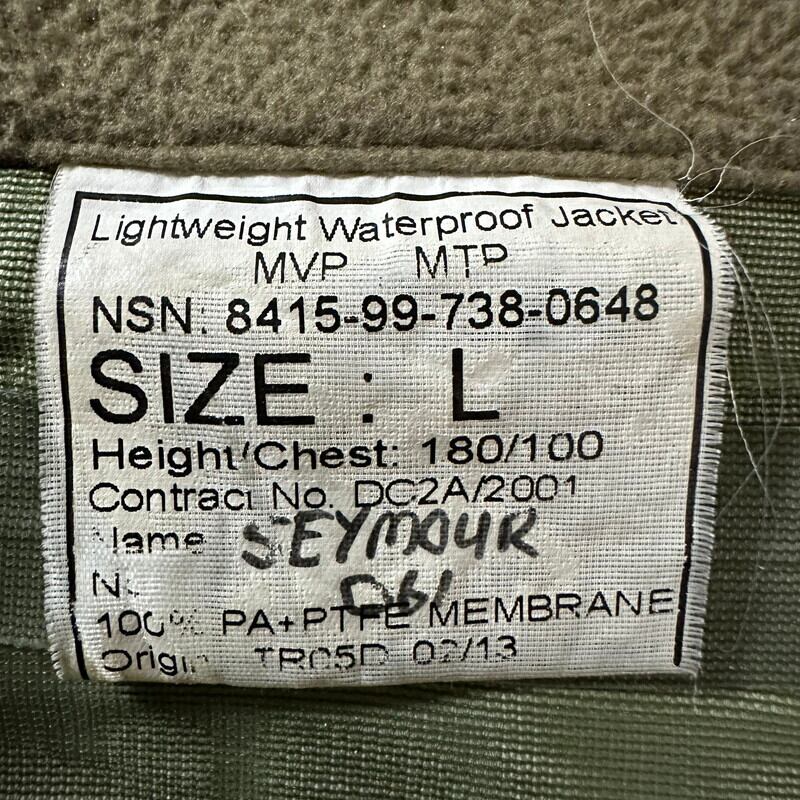 Lightweight Waterproof Jacket
MVP MTP
NSN: 8415-99-738-0648
SIZE : L
Height/Chest: 180/100
Contract No. DC2A/2001
Name SEYMOUR
061
100% PA+PTFE MEMBRANE
Origin 02/13